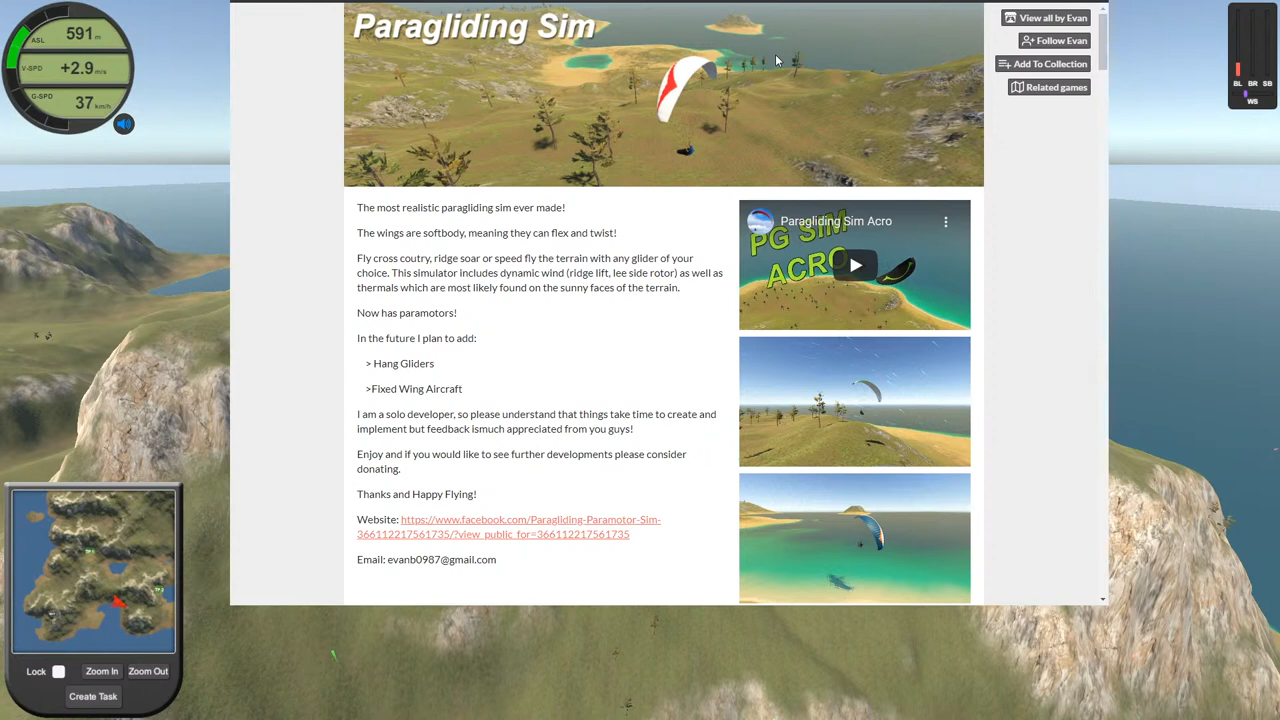 ASL 591 m
V-SPD +2.9 m/s
G-SPD 37 km/h
Paragliding Sim
View all by Evan
Follow Evan
Add To Collection
Related games
BL BR SB
WS
The most realistic paragliding sim ever made!
The wings are softbody, meaning they can flex and twist!
Fly cross coutry, ridge soar or speed fly the terrain with any glider of your
choice. This simulator includes dynamic wind (ridge lift, lee side rotor) as well as
thermals which are most likely found on the sunny faces of the terrain.
Now has paramotors!
In the future I plan to add:
> Hang Gliders
>Fixed Wing Aircraft
I am a solo developer, so please understand that things take time to create and
implement but feedback ismuch appreciated from you guys!
Enjoy and if you would like to see further developments please consider
donating.
Thanks and Happy Flying!
Website: https://www.facebook.com/Paragliding-Paramotor-Sim-
366112217561735/?view_public_for=366112217561735
Email: evanb0987@gmail.com
Paragliding Sim Acro
PG SIM
ACRO
Lock
Zoom In
Zoom Out
Create Task